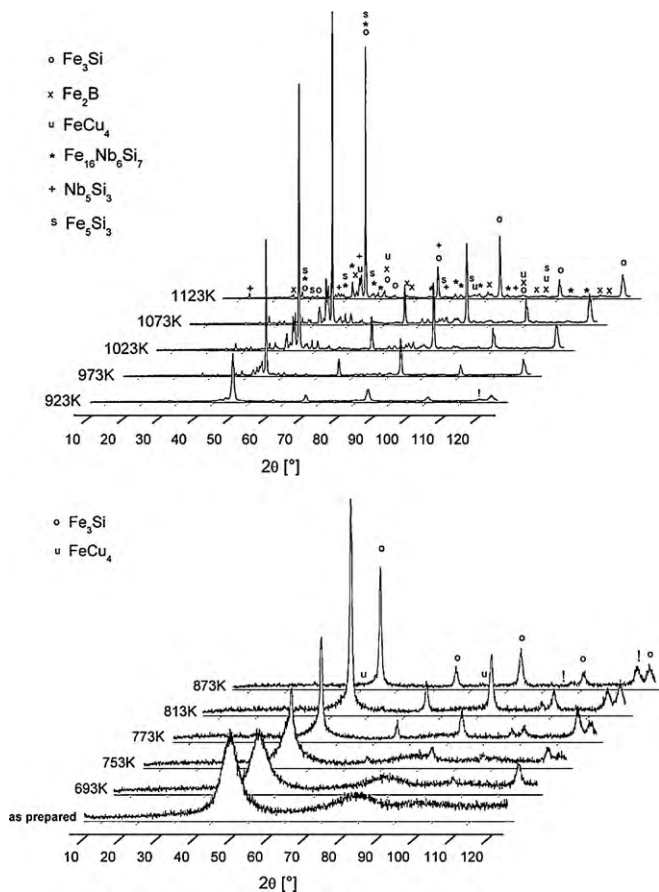 o Fe3Si
x Fe2B
u FeCu4
* Fe16Nb6Si7
+ Nb5Si3
s Fe5Si3
1123K
1073K
1023K
973K
923K
!
10 20 30 40 50 60 70 80 90 100 110 120
2θ [°]
o Fe3Si
u FeCu4
873K
813K
773K
753K
693K
as prepared
o
u
o
u
o
!
o
!
o
10 20 30 40 50 60 70 80 90 100 110 120
2θ [°]